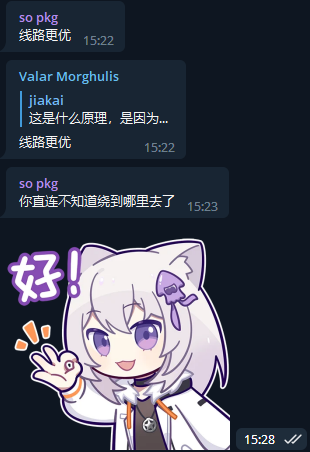 so pkg
线路更优
15:22
Valar Morghulis
jiakai
这是什么原理，是因为...
线路更优
15:22
so pkg
你直连不知道绕到哪里去了
15:23
好!
15:28